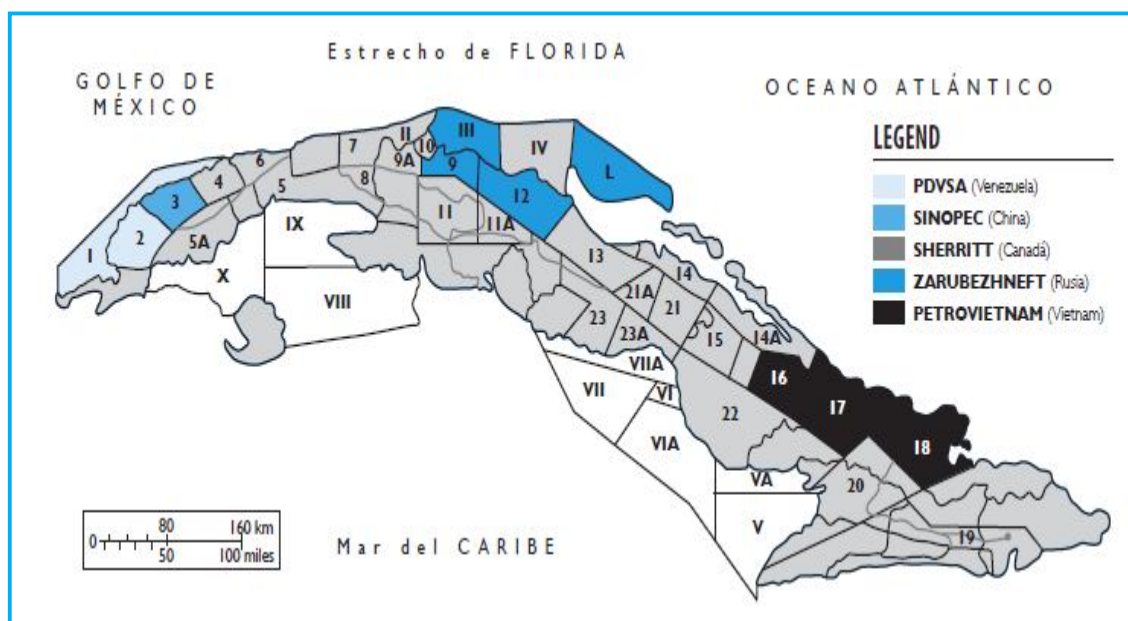 Estrecho de FLORIDA
GOLFO DE
MÉXICO
OCEANO ATLÁNTICO
LEGEND
PDVSA (Venezuela)
SINOPEC (China)
SHERRITT (Canadá)
ZARUBEZHNEFT (Rusia)
PETROVIETNAM (Vietnam)
II
III
IV
L
10
7
6
9A
9
4
8
5
12
3
11
11A
2
5A
IX
1
X
13
14
VIII
21A
21
23
23A
15
14A
VIIA
16
VII
VI
17
22
VIA
18
VA
20
V
19
0
80
160 km
50
100 miles
Mar del CARIBE